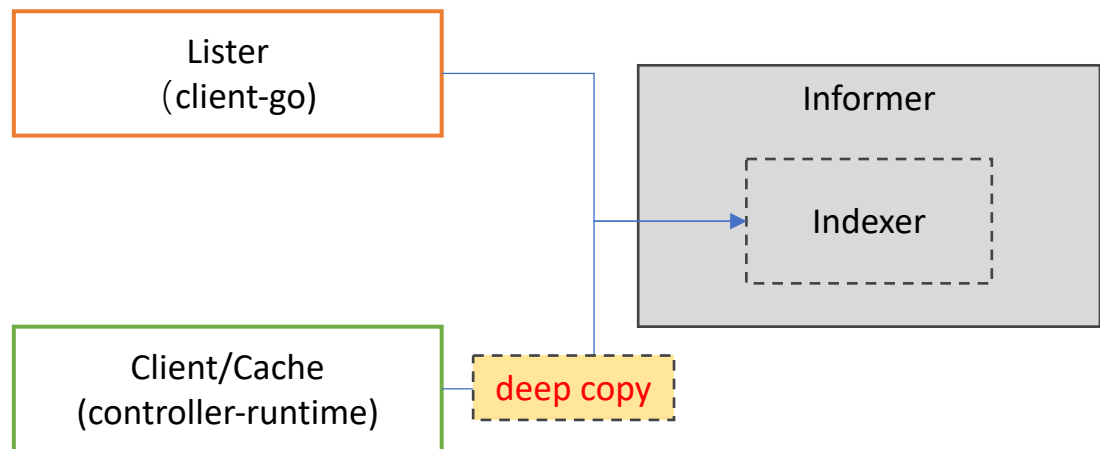 Lister
（client-go)
Informer
Indexer
Client/Cache
(controller-runtime)
deep copy